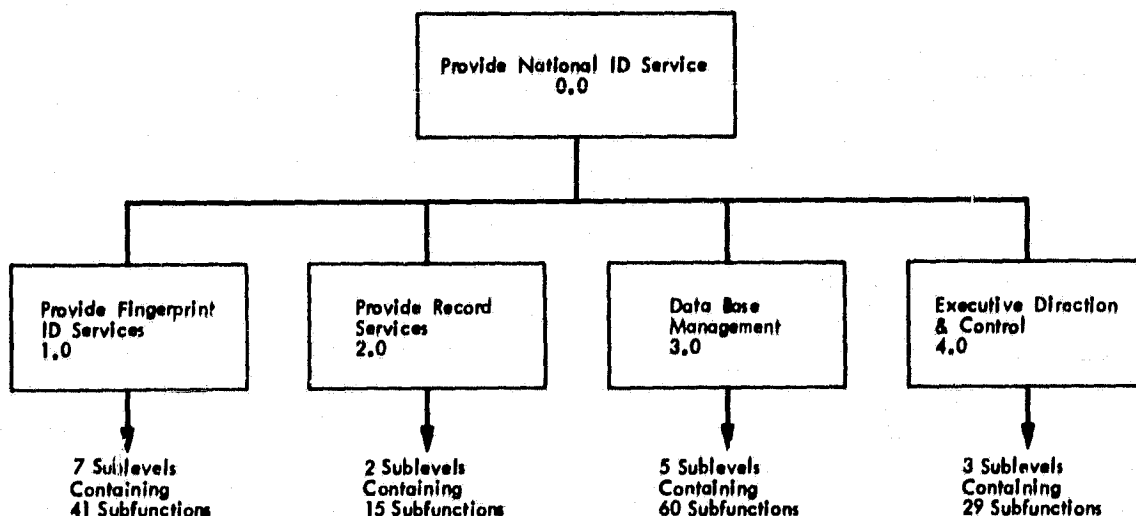 Provide National ID Service
0.0
Provide Fingerprint
ID Services
1.0
Provide Record
Services
2.0
Data Base
Management
3.0
Executive Direction
& Control
4.0
7 Sublevels
Containing
41 Subfunctions
2 Sublevels
Containing
15 Subfunctions
5 Sublevels
Containing
60 Subfunctions
3 Sublevels
Containing
29 Subfunctions